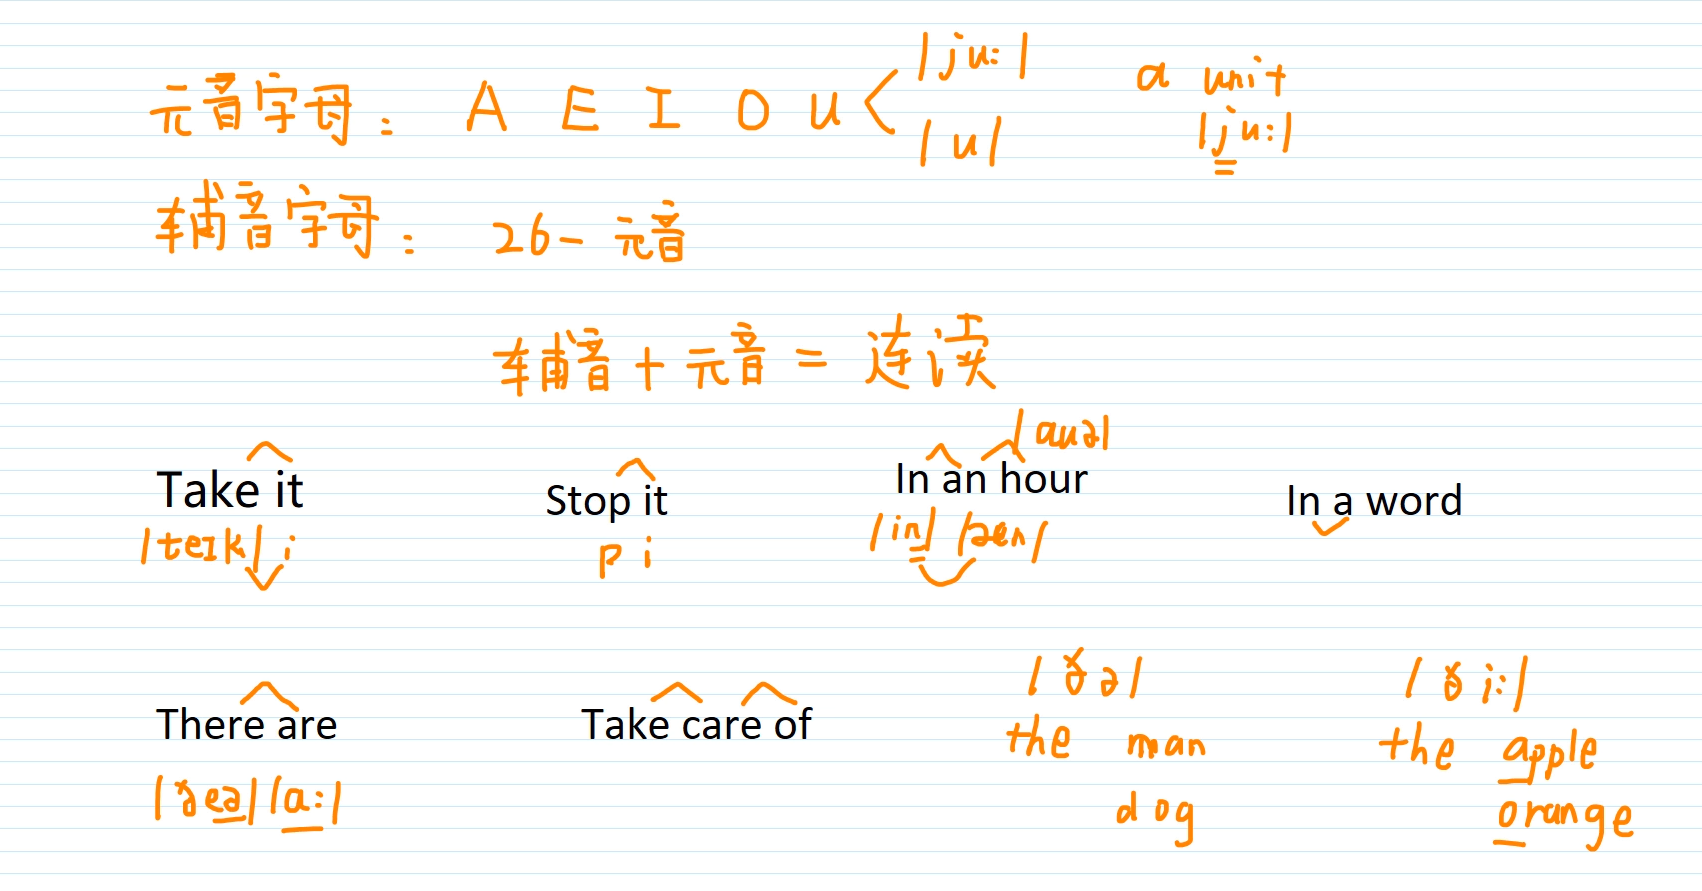 元音字母： A E I O U /ju:/ a unit
/u/ /ju:/
辅音字母： 26-元音
辅音+元音=连读
/auə/
Take it Stop it In an hour In a word
/teɪk/ i p i /in/ /æn/
/ðə/ /ði:/
There are Take care of the man the apple
/ðeə/ /a:/ dog orange